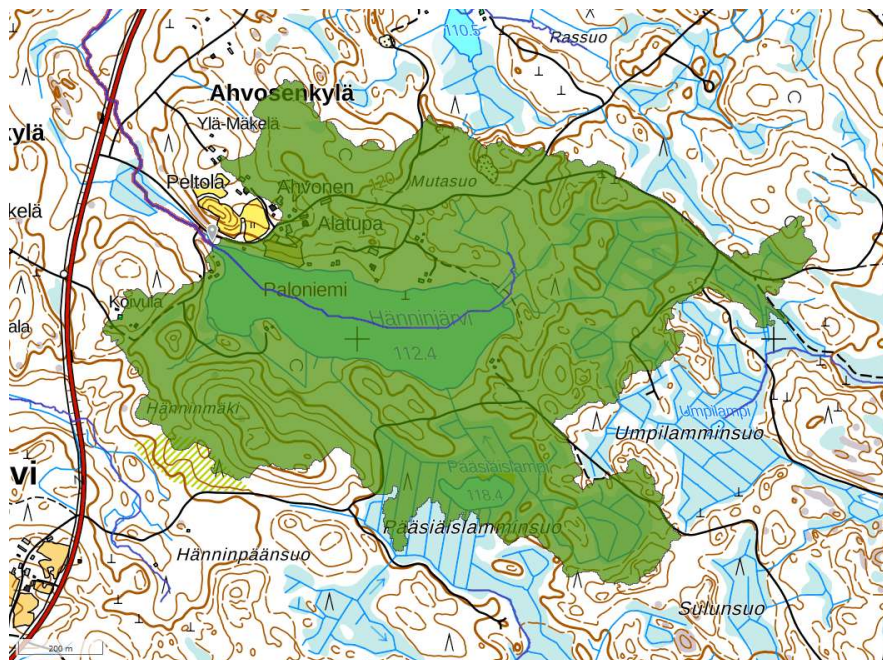 110.5
Rassuo
Ahvosenkylä
Ylä-Mäkelä
kylä
Peltola
Ahvonen
120
Mutasuo
kelä
Alatupa
Paloniemi
Koivula
Hänninjärvi
ala
112.4
Hänninmäki
Umpilampi
Umpilamminsuo
Pääsiäislampi
vi
118.4
Pääsiäislamminsuo
Hänninpäänsuo
Sulunsuo
200 m